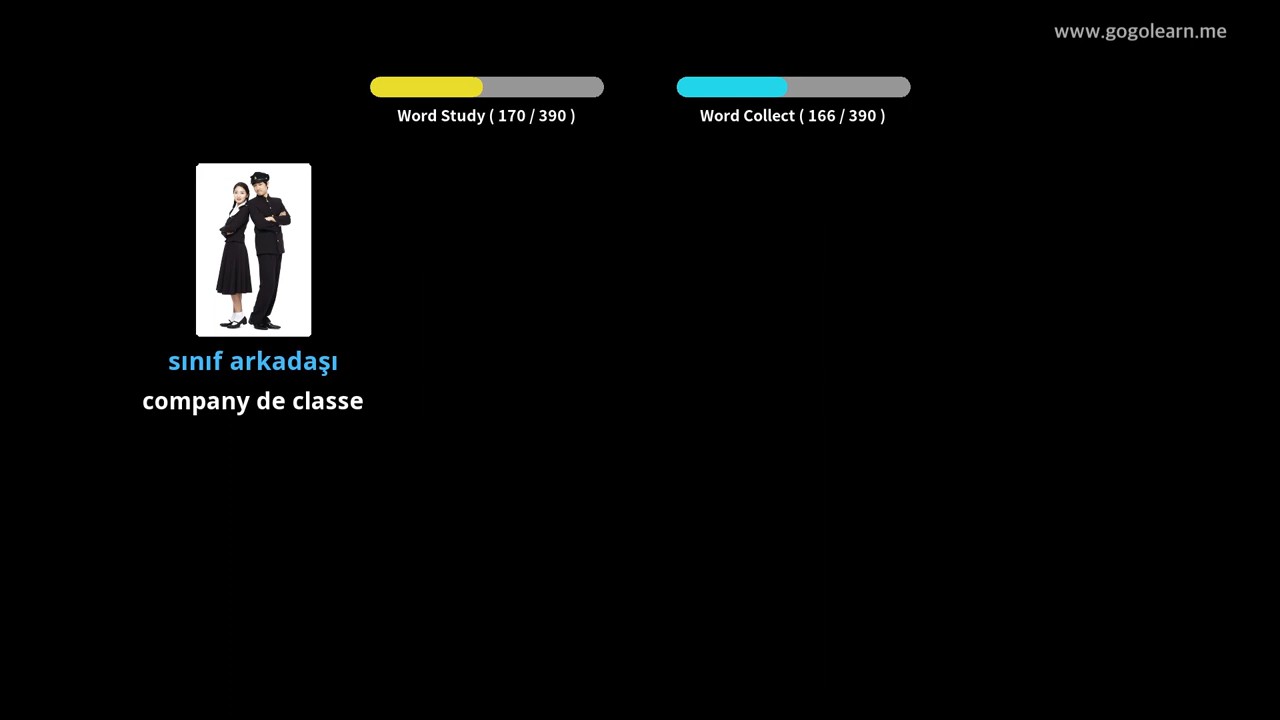 www.gogolearn.me
Word Study ( 170 / 390 )
Word Collect ( 166 / 390 )
sınıf arkadaşı
company de classe